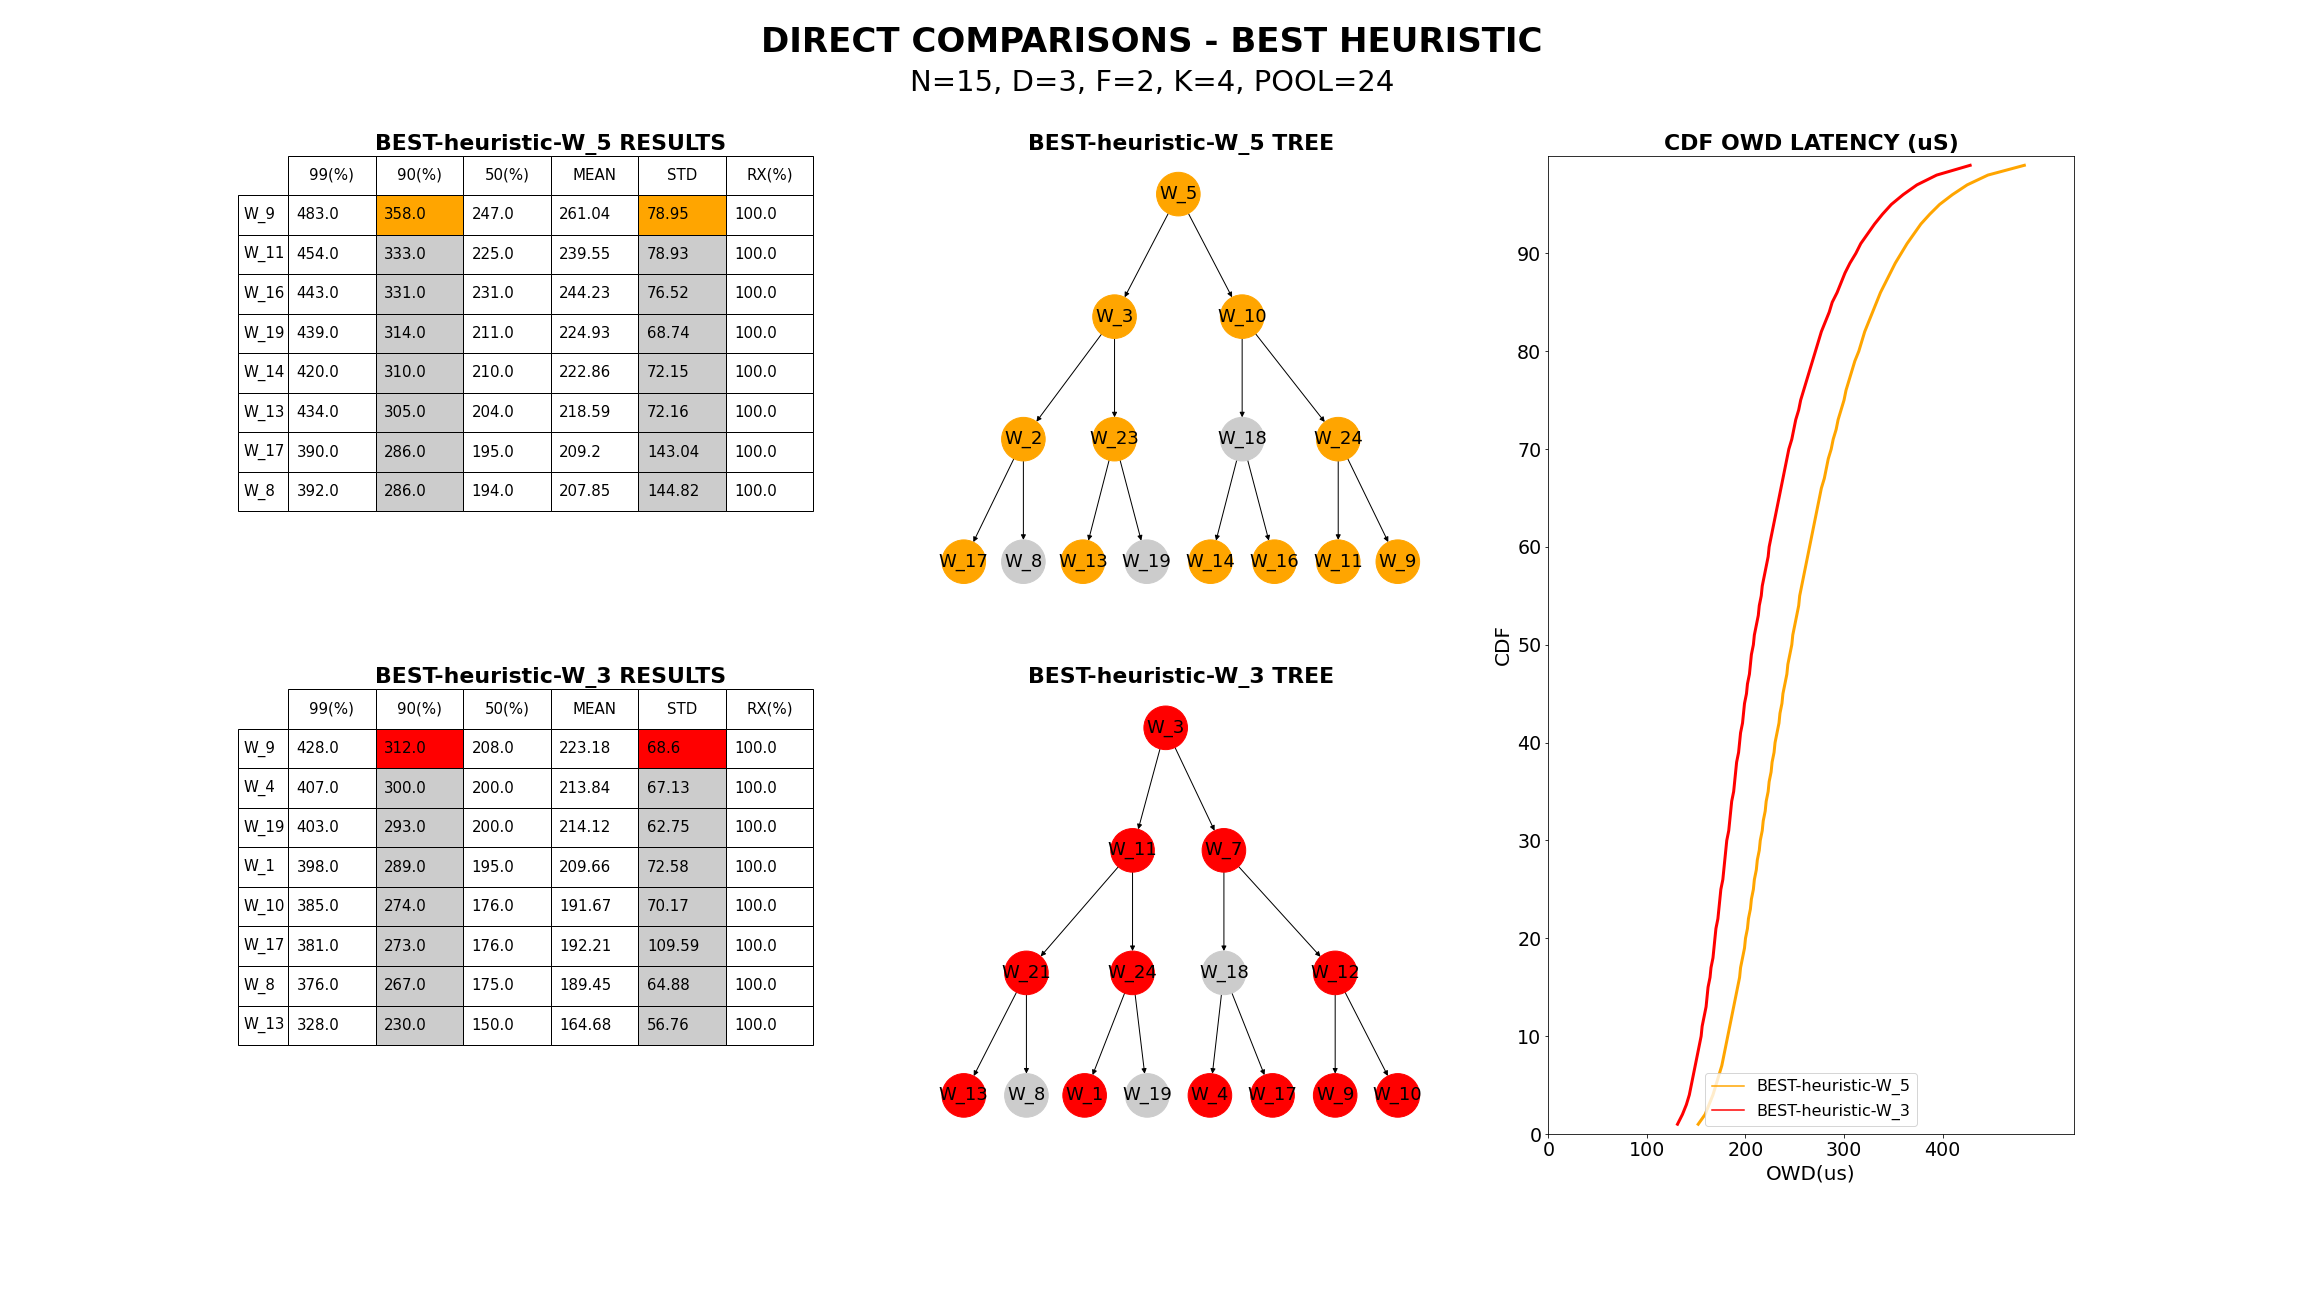 DIRECT COMPARISONS - BEST HEURISTIC
N=15, D=3, F=2, K=4, POOL=24
BEST-heuristic-W_5 RESULTS
99(%) 90(%) 50(%) MEAN STD RX(%)
W_9 483.0 358.0 247.0 261.04 78.95 100.0
W_11 454.0 333.0 225.0 239.55 78.93 100.0
W_16 443.0 331.0 231.0 244.23 76.52 100.0
W_19 439.0 314.0 211.0 224.93 68.74 100.0
W_14 420.0 310.0 210.0 222.86 72.15 100.0
W_13 434.0 305.0 204.0 218.59 72.16 100.0
W_17 390.0 286.0 195.0 209.2 143.04 100.0
W_8 392.0 286.0 194.0 207.85 144.82 100.0
BEST-heuristic-W_5 TREE
W_5
W_3 W_10
W_2 W_23 W_18 W_24
W_17 W_8 W_13 W_19 W_14 W_16 W_11 W_9
BEST-heuristic-W_3 RESULTS
99(%) 90(%) 50(%) MEAN STD RX(%)
W_9 428.0 312.0 208.0 223.18 68.6 100.0
W_4 407.0 300.0 200.0 213.84 67.13 100.0
W_19 403.0 293.0 200.0 214.12 62.75 100.0
W_1 398.0 289.0 195.0 209.66 72.58 100.0
W_10 385.0 274.0 176.0 191.67 70.17 100.0
W_17 381.0 273.0 176.0 192.21 109.59 100.0
W_8 376.0 267.0 175.0 189.45 64.88 100.0
W_13 328.0 230.0 150.0 164.68 56.76 100.0
BEST-heuristic-W_3 TREE
W_3
W_11 W_7
W_21 W_24 W_18 W_12
W_13 W_8 W_1 W_19 W_4 W_17 W_9 W_10
CDF OWD LATENCY (uS)
90
80
70
60
50
40
30
20
10
0
CDF
0 100 200 300 400
OWD(us)
BEST-heuristic-W_5
BEST-heuristic-W_3